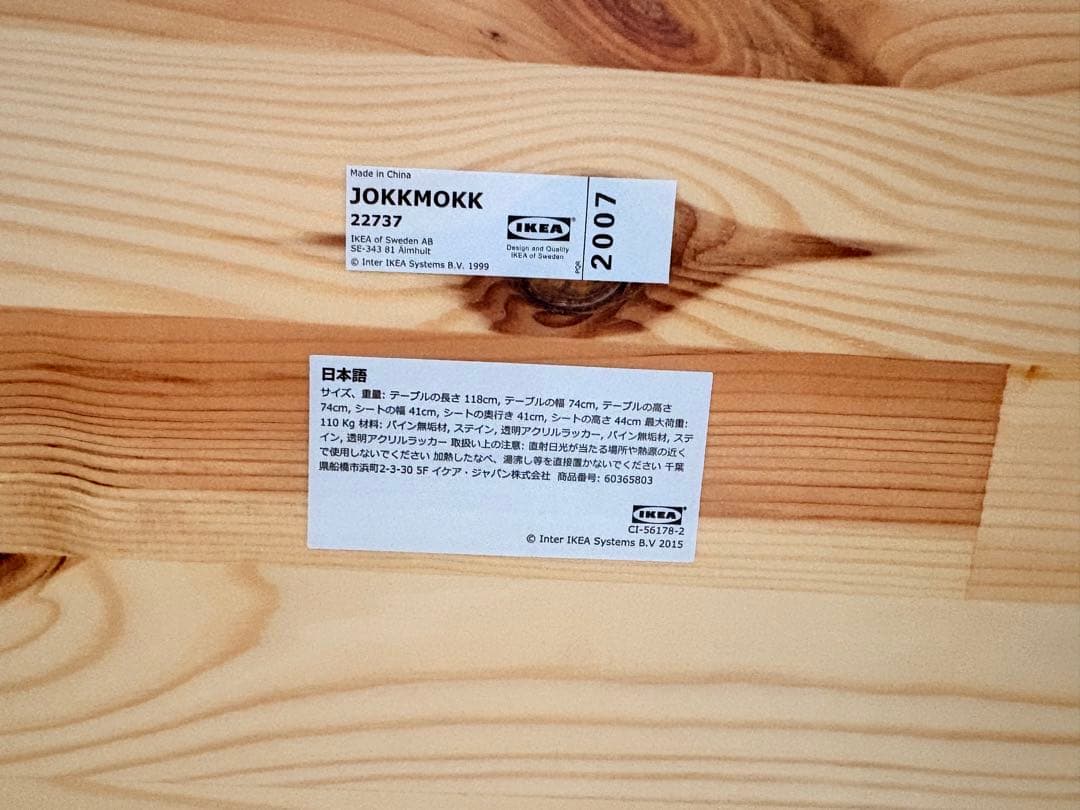 Made in China
JOKKMOKK
22737
IKEA of Sweden AB
SE-343 81 Älmhult
© Inter IKEA Systems B.V. 1999
IKEA®
Design and Quality
IKEA of Sweden
PQR
2007
日本語
サイズ、重量: テーブルの長さ 118cm, テーブルの幅 74cm, テーブルの高さ
74cm, シートの幅 41cm, シートの奥行き 41cm, シートの高さ 44cm 最大荷重:
110 Kg 材料: パイン無垢材, ステイン, 透明アクリルラッカー, パイン無垢材, ステ
イン, 透明アクリルラッカー 取扱い上の注意: 直射日光が当たる場所や熱源の近く
で使用しないでください 加熱したなべ、湯沸し等を直接置かないでください 千葉
県船橋市浜町2-3-30 5F イケア・ジャパン株式会社 商品番号: 60365803
IKEA®
CI-56178-2
© Inter IKEA Systems B.V 2015